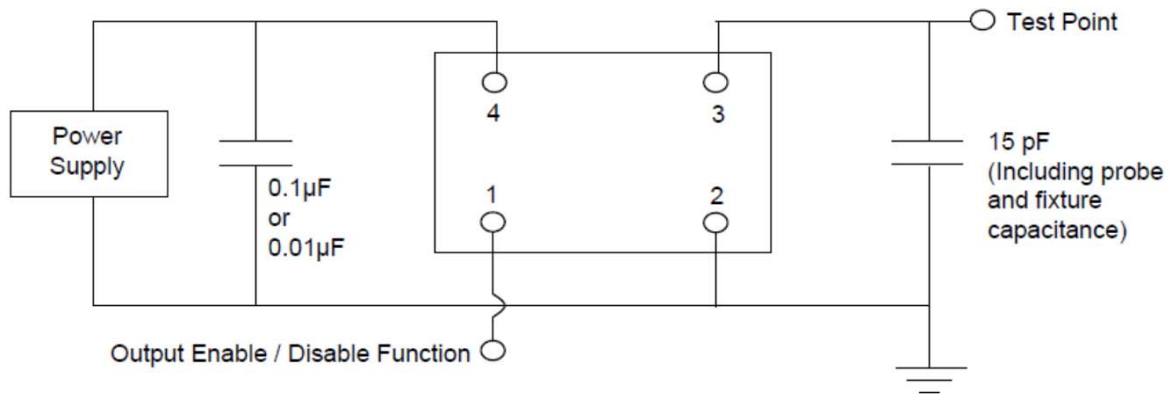 Test Point
4
3
Power
Supply
15 pF
(Including probe
and fixture
capacitance)
0.1µF
or
0.01µF
1
2
Output Enable / Disable Function